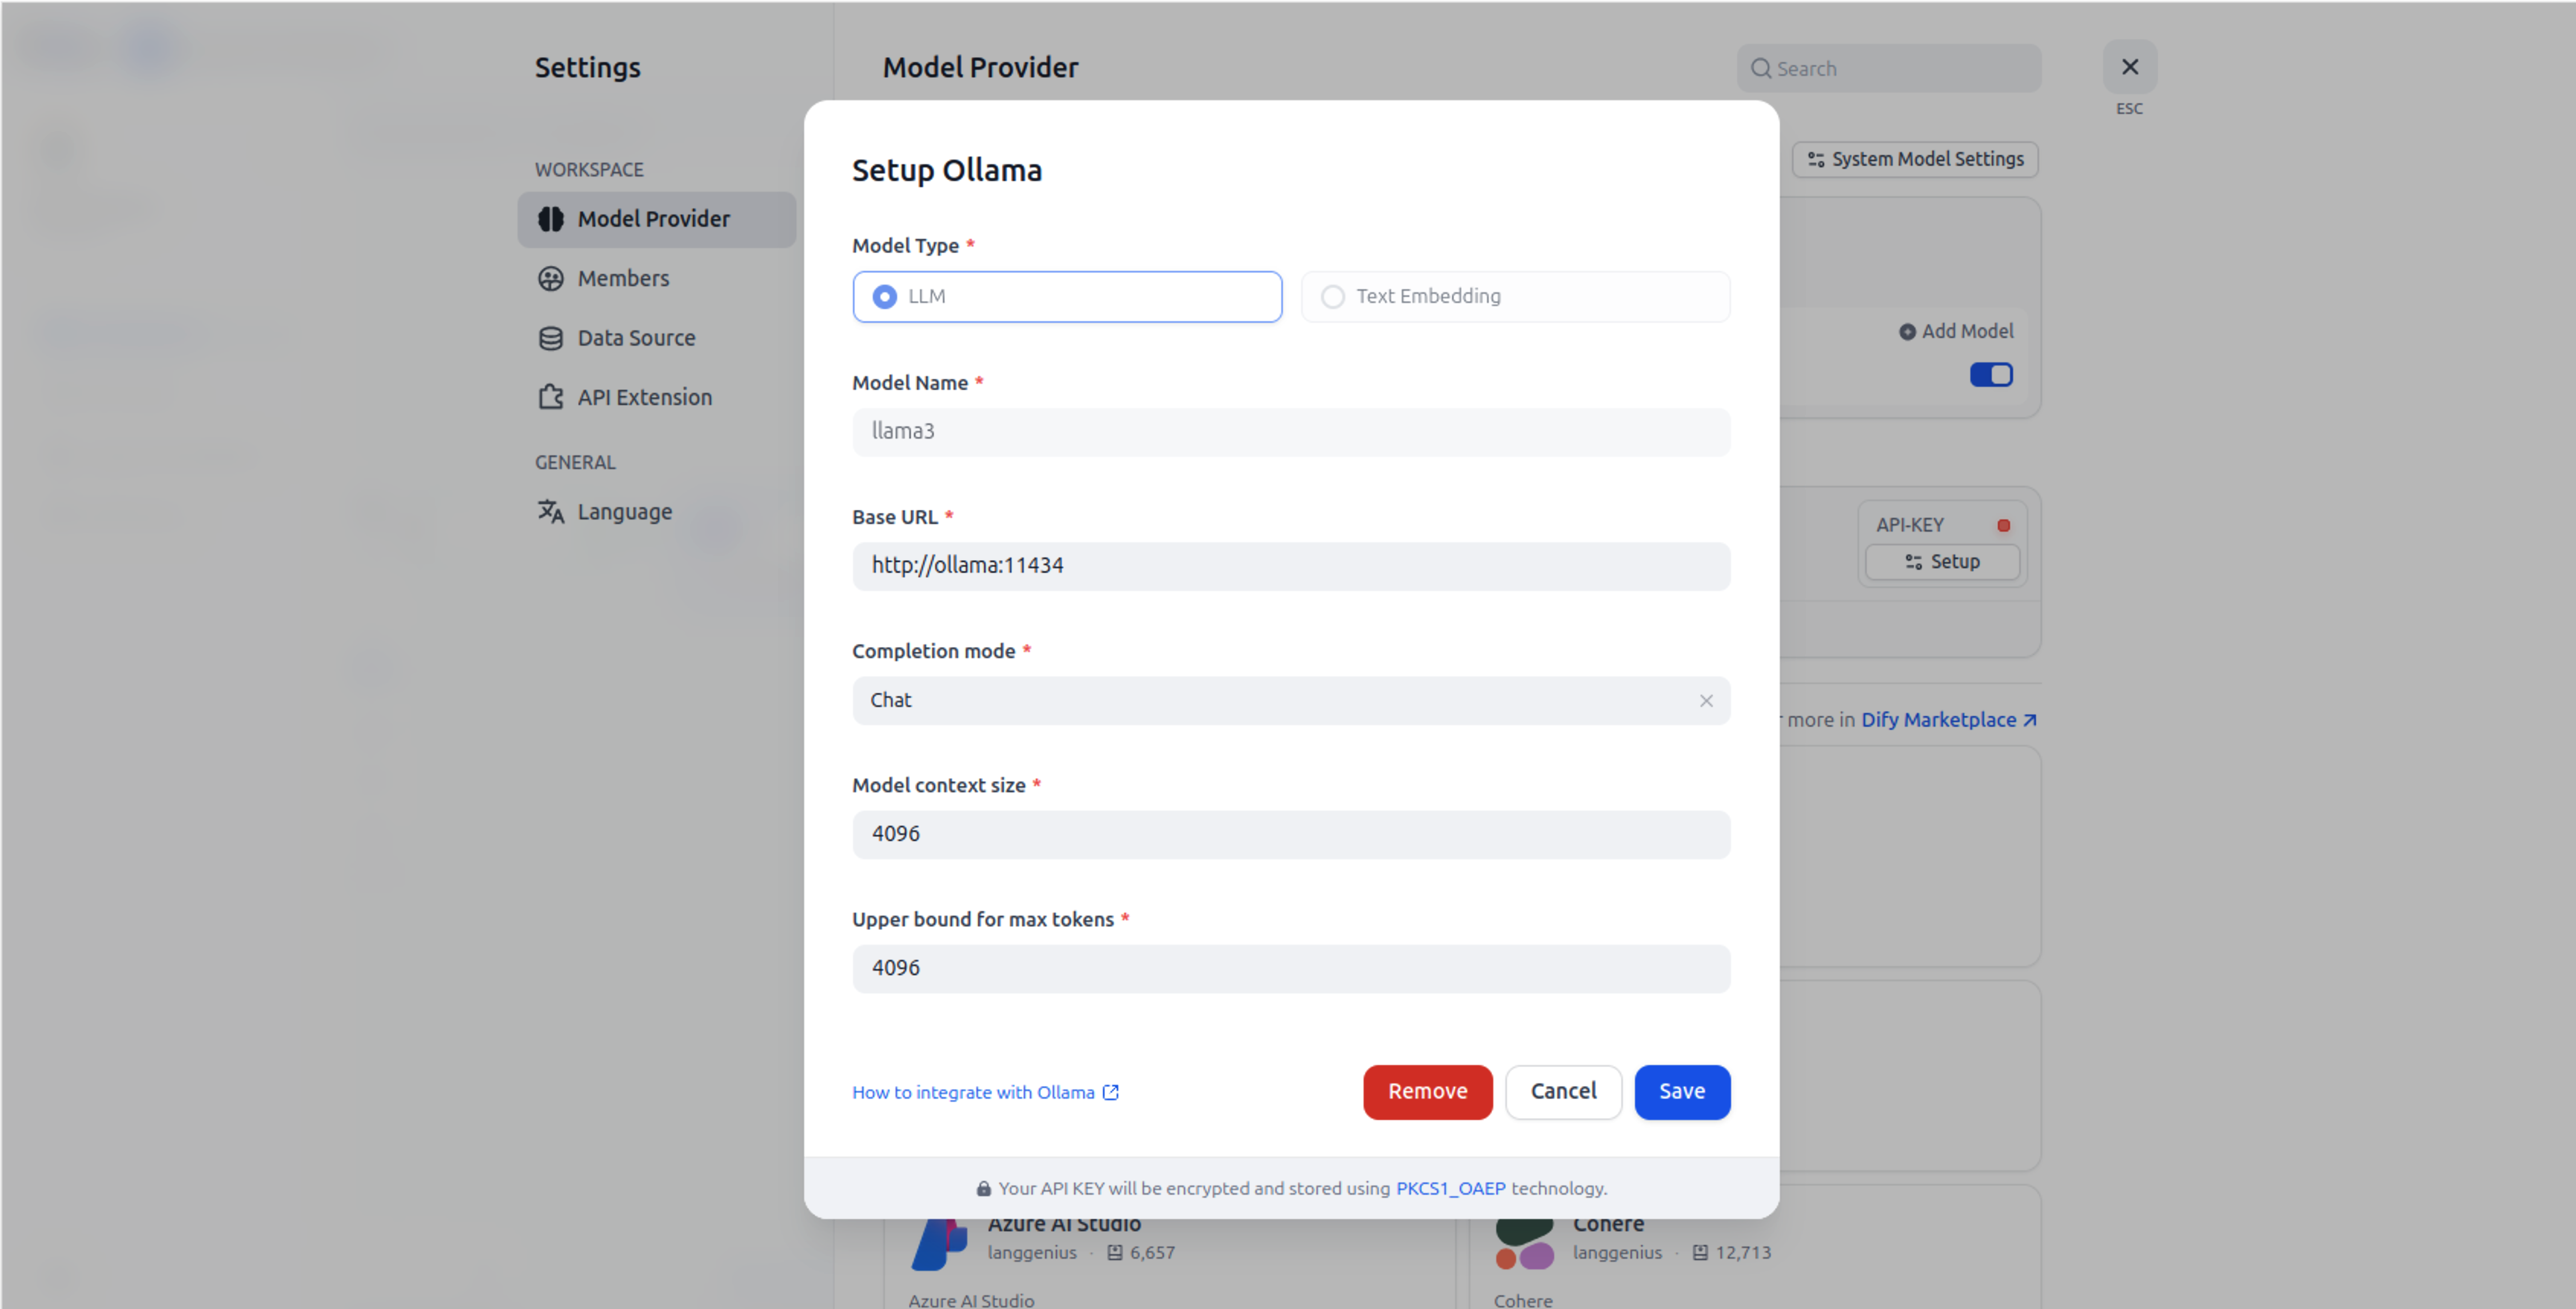 Settings
WORKSPACE
Model Provider
Members
Data Source
API Extension
GENERAL
Language
Model Provider
Search
ESC
System Model Settings
Add Model
API-KEY
Setup
more in Dify Marketplace
Setup Ollama
Model Type *
LLM
Text Embedding
Model Name *
llama3
Base URL *
http://ollama:11434
Completion mode *
Chat
Model context size *
4096
Upper bound for max tokens *
4096
How to integrate with Ollama
Remove
Cancel
Save
Your API KEY will be encrypted and stored using PKCS1_OAEP technology.
Azure AI Studio
langgenius · 6,657
Azure AI Studio
Cohere
langgenius · 12,713
Cohere